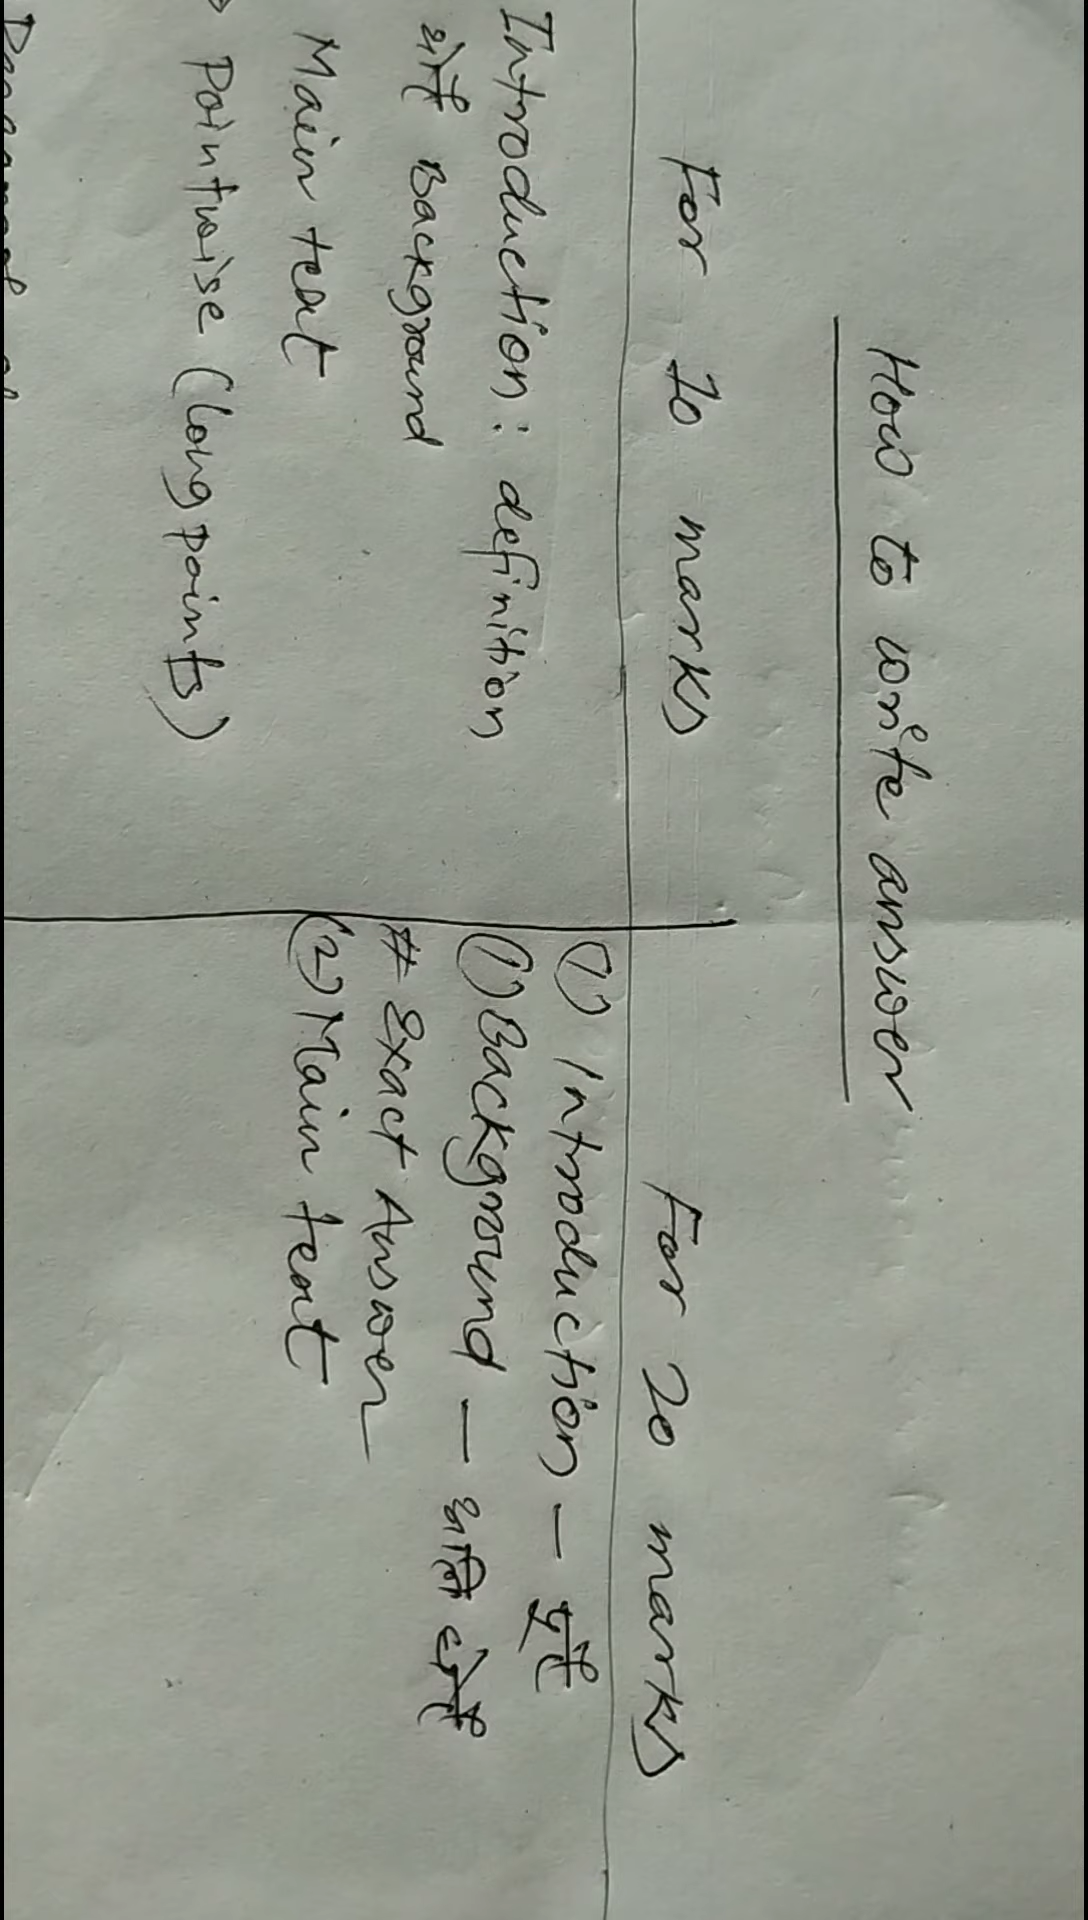 How to write answer
For 10 marks
Introduction: definition
Background
Main text
Pointwise (long points)
For 20 marks
(1) Introduction –
(1) Background –
# Exact Answer
(2) Main text